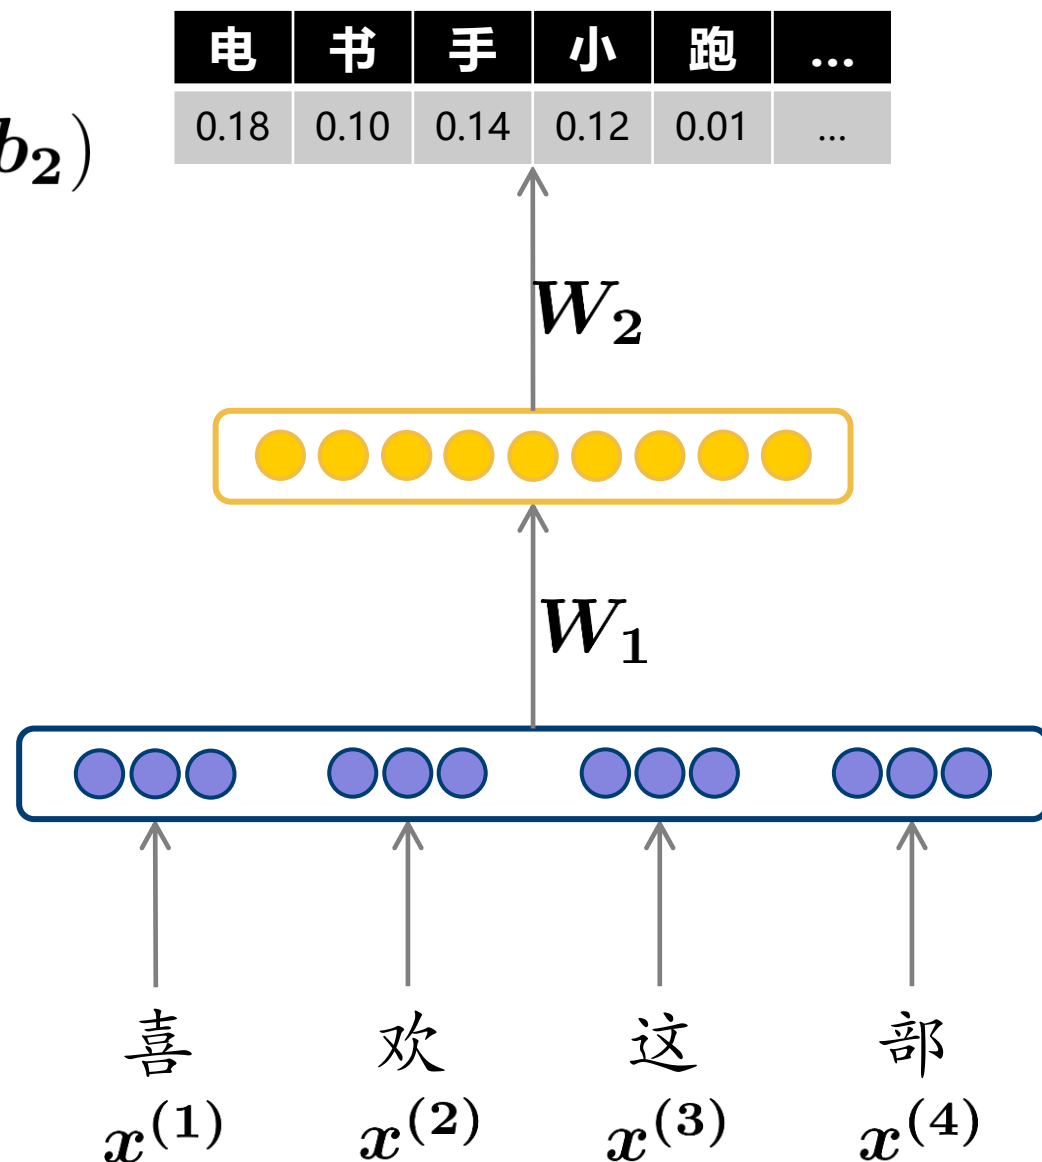 电 书 手 小 跑 ...
0.18 0.10 0.14 0.12 0.01 ...
b₂)
W₂
W₁
喜 欢 这 部
x⁽¹⁾ x⁽²⁾ x⁽³⁾ x⁽⁴⁾